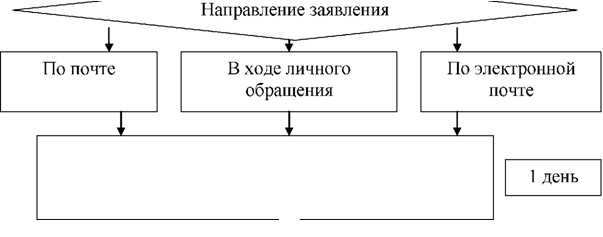 Направление заявления
По почте
В ходе личного
обращения
По электронной
почте
1 день